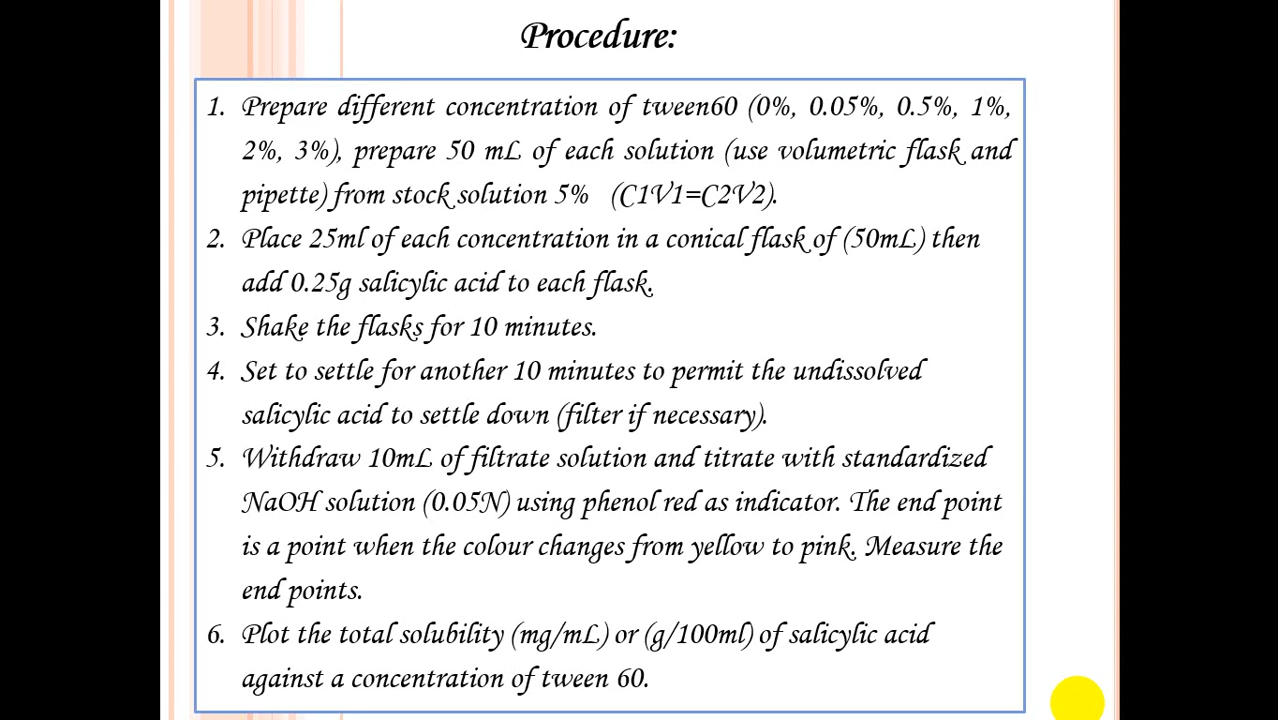 Procedure:
1. Prepare different concentration of tween60 (0%, 0.05%, 0.5%, 1%,
2%, 3%), prepare 50 mL of each solution (use volumetric flask and
pipette) from stock solution 5% (C1V1=C2V2).
2. Place 25ml of each concentration in a conical flask of (50mL) then
add 0.25g salicylic acid to each flask.
3. Shake the flasks for 10 minutes.
4. Set to settle for another 10 minutes to permit the undissolved
salicylic acid to settle down (filter if necessary).
5. Withdraw 10mL of filtrate solution and titrate with standardized
NaOH solution (0.05N) using phenol red as indicator. The end point
is a point when the colour changes from yellow to pink. Measure the
end points.
6. Plot the total solubility (mg/mL) or (g/100ml) of salicylic acid
against a concentration of tween 60.